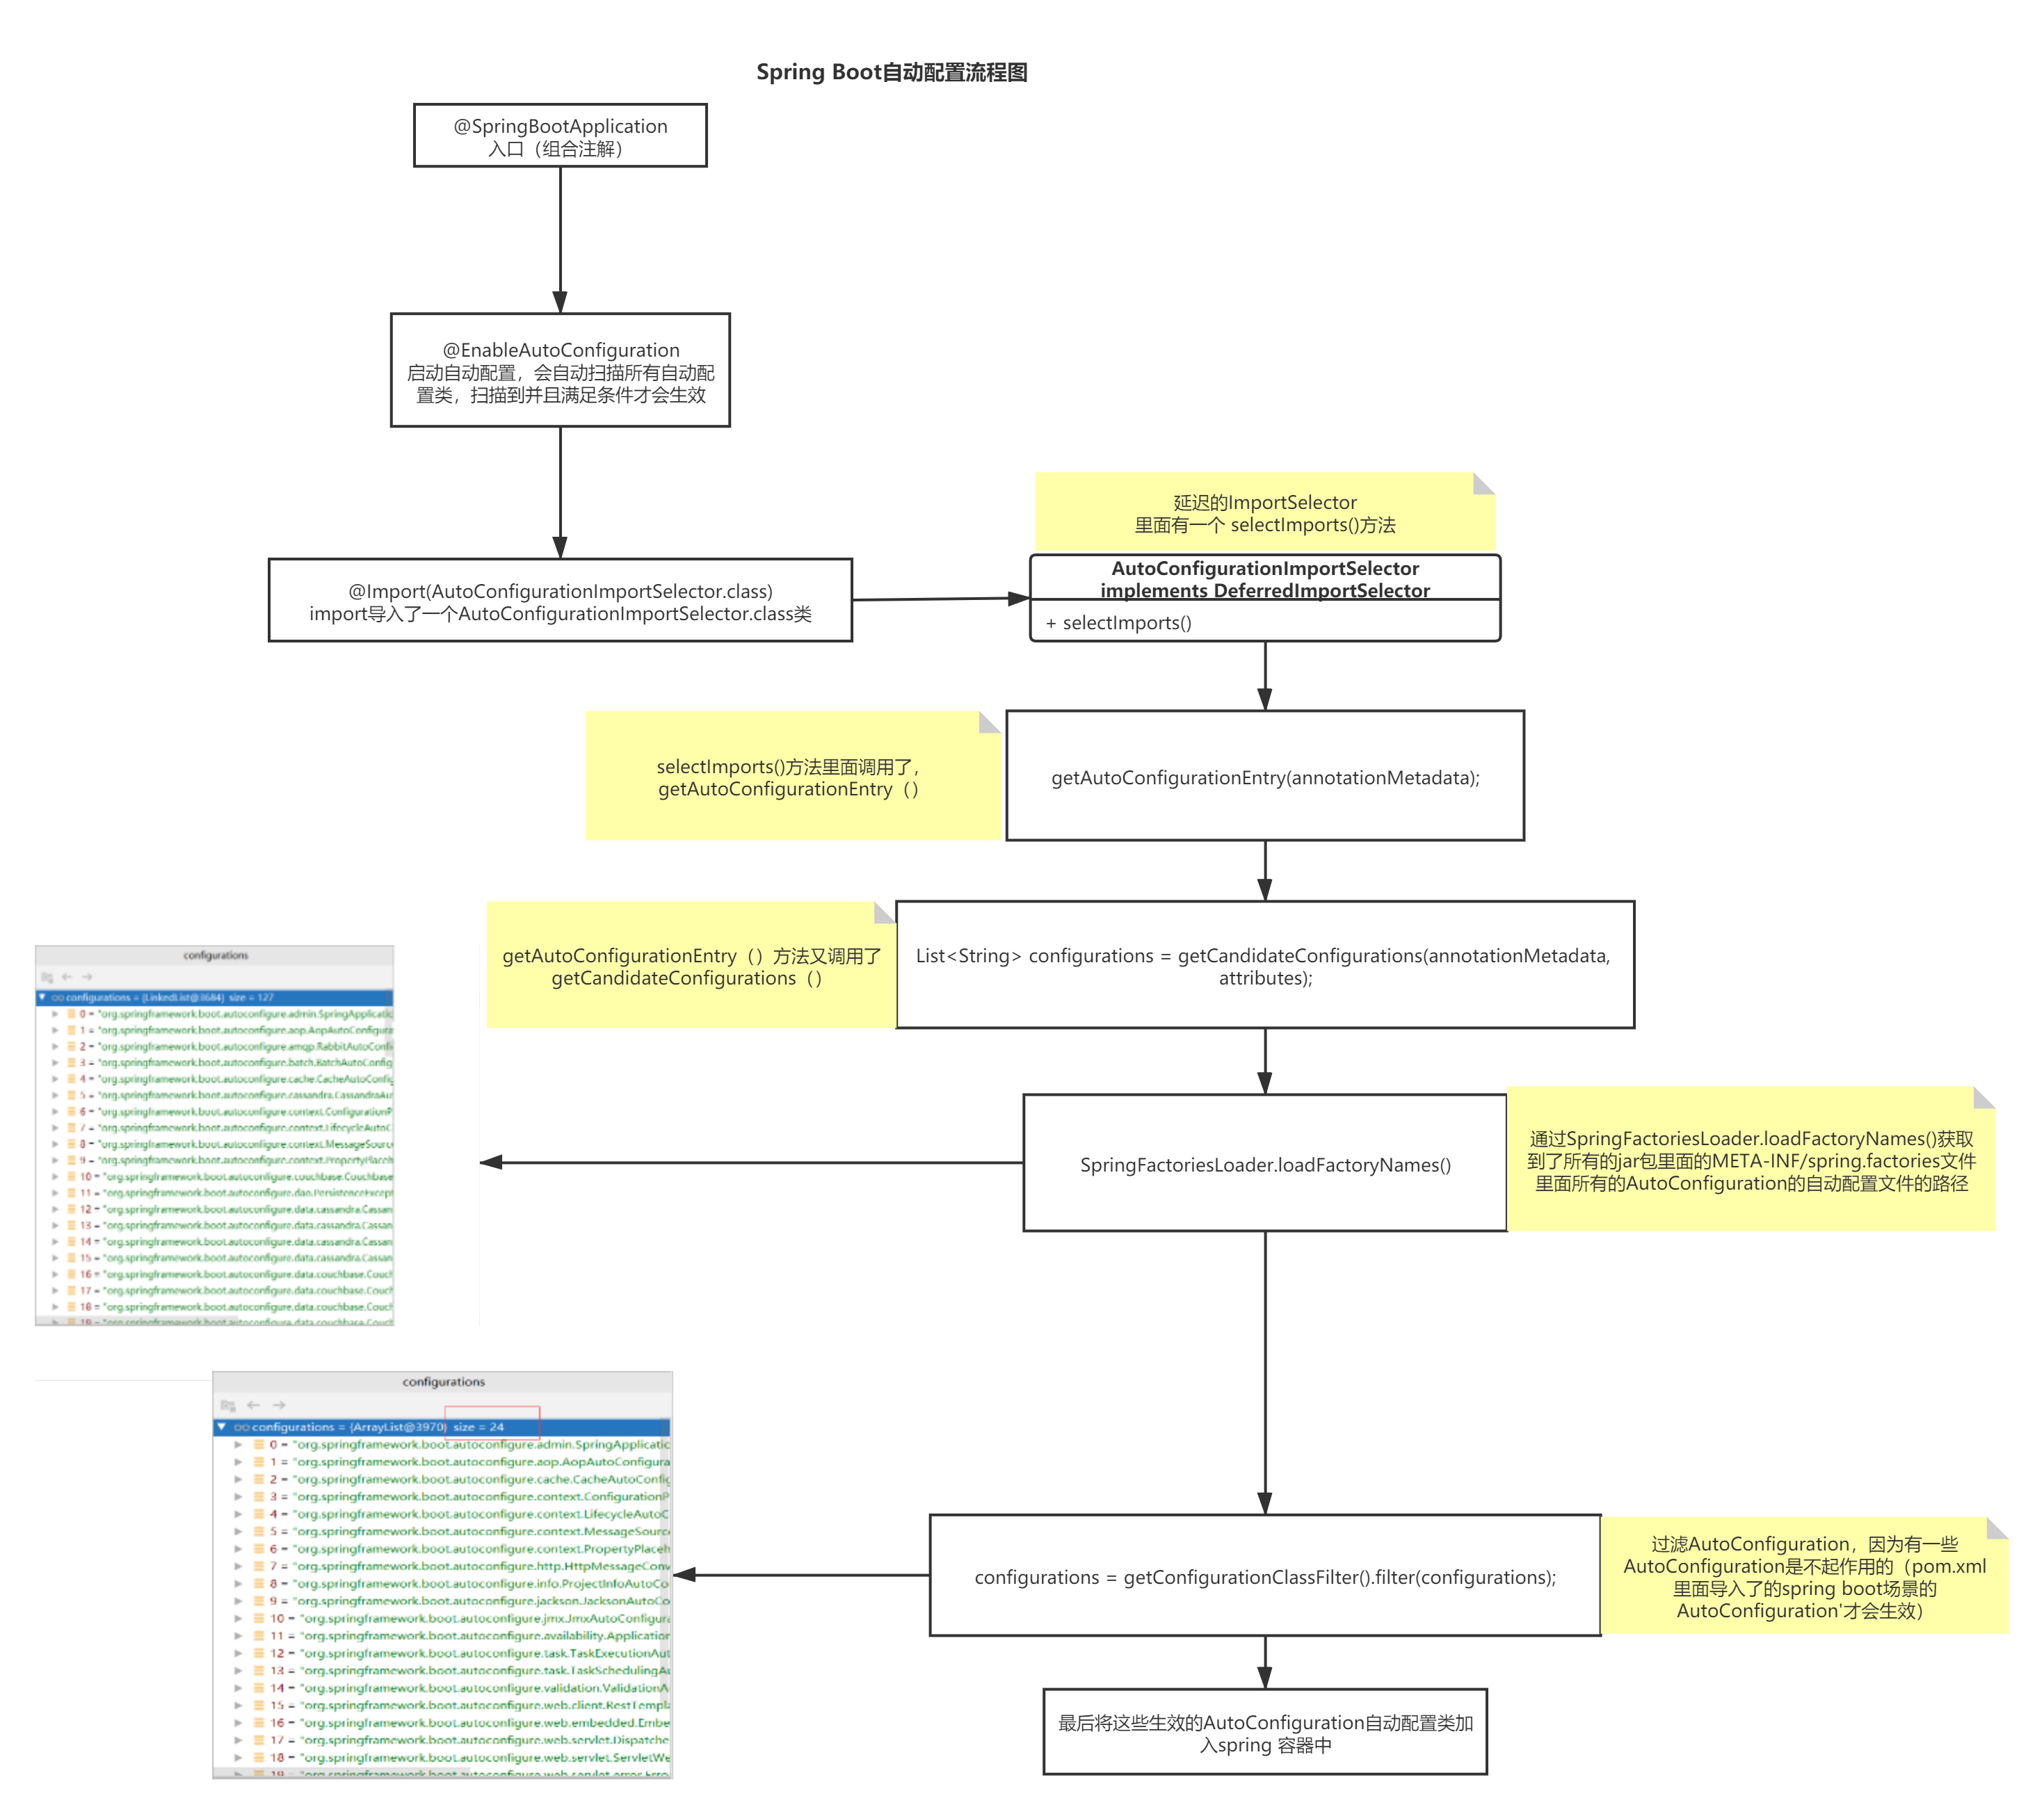 Spring Boot自动配置流程图
@SpringBootApplication
入口（组合注解）
@EnableAutoConfiguration
启动自动配置，会自动扫描所有自动配
置类，扫描到并且满足条件才会生效
@Import(AutoConfigurationImportSelector.class)
import导入了一个AutoConfigurationImportSelector.class类
延迟的ImportSelector
里面有一个 selectImports()方法
AutoConfigurationImportSelector
implements DeferredImportSelector
+ selectImports()
selectImports()方法里面调用了，
getAutoConfigurationEntry（）
getAutoConfigurationEntry(annotationMetadata);
getAutoConfigurationEntry（）方法又调用了
getCandidateConfigurations（）
List<String> configurations = getCandidateConfigurations(annotationMetadata,
attributes);
configurations
configurations = {LinkedList@3684} size = 127
0 = "org.springframework.boot.autoconfigure.admin.SpringApplicatio
1 = "org.springframework.boot.autoconfigure.aop.AopAutoConfigura
2 = "org.springframework.boot.autoconfigure.amqp.RabbitAutoConfi
3 = "org.springframework.boot.autoconfigure.batch.BatchAutoConfig
4 = "org.springframework.boot.autoconfigure.cache.CacheAutoConfig
5 = "org.springframework.boot.autoconfigure.cassandra.CassandraAu
6 = "org.springframework.boot.autoconfigure.context.ConfigurationP
7 = "org.springframework.boot.autoconfigure.context.LifecycleAutoC
8 = "org.springframework.boot.autoconfigure.context.MessageSource
9 = "org.springframework.boot.autoconfigure.context.PropertyPlaceh
10 = "org.springframework.boot.autoconfigure.couchbase.Couchbase
11 = "org.springframework.boot.autoconfigure.dao.PersistenceExcept
12 = "org.springframework.boot.autoconfigure.data.cassandra.Cassan
13 = "org.springframework.boot.autoconfigure.data.cassandra.Cassan
14 = "org.springframework.boot.autoconfigure.data.cassandra.Cassan
15 = "org.springframework.boot.autoconfigure.data.cassandra.Cassan
16 = "org.springframework.boot.autoconfigure.data.couchbase.Couch
17 = "org.springframework.boot.autoconfigure.data.couchbase.Couch
18 = "org.springframework.boot.autoconfigure.data.couchbase.Couch
19 = "org.springframework.boot.autoconfigure.data.couchbase.Couch
SpringFactoriesLoader.loadFactoryNames()
通过SpringFactoriesLoader.loadFactoryNames()获取
到了所有的jar包里面的META-INF/spring.factories文件
里面所有的AutoConfiguration的自动配置文件的路径
configurations
configurations = {ArrayList@3970} size = 24
0 = "org.springframework.boot.autoconfigure.admin.SpringApplicatio
1 = "org.springframework.boot.autoconfigure.aop.AopAutoConfigura
2 = "org.springframework.boot.autoconfigure.cache.CacheAutoConfig
3 = "org.springframework.boot.autoconfigure.context.ConfigurationP
4 = "org.springframework.boot.autoconfigure.context.LifecycleAutoC
5 = "org.springframework.boot.autoconfigure.context.MessageSource
6 = "org.springframework.boot.autoconfigure.context.PropertyPlaceh
7 = "org.springframework.boot.autoconfigure.http.HttpMessageConv
8 = "org.springframework.boot.autoconfigure.info.ProjectInfoAutoCo
9 = "org.springframework.boot.autoconfigure.jackson.JacksonAutoCo
10 = "org.springframework.boot.autoconfigure.jmx.JmxAutoConfigura
11 = "org.springframework.boot.autoconfigure.availability.Application
12 = "org.springframework.boot.autoconfigure.task.TaskExecutionAut
13 = "org.springframework.boot.autoconfigure.task.TaskSchedulingAu
14 = "org.springframework.boot.autoconfigure.validation.ValidationA
15 = "org.springframework.boot.autoconfigure.web.client.RestTempla
16 = "org.springframework.boot.autoconfigure.web.embedded.Embe
17 = "org.springframework.boot.autoconfigure.web.servlet.Dispatche
18 = "org.springframework.boot.autoconfigure.web.servlet.ServletWe
19 = "org.springframework.boot.autoconfigure.web.servlet.error.Erro
configurations = getConfigurationClassFilter().filter(configurations);
过滤AutoConfiguration，因为有一些
AutoConfiguration是不起作用的（pom.xml
里面导入了的spring boot场景的
AutoConfiguration'才会生效）
最后将这些生效的AutoConfiguration自动配置类加
入spring 容器中